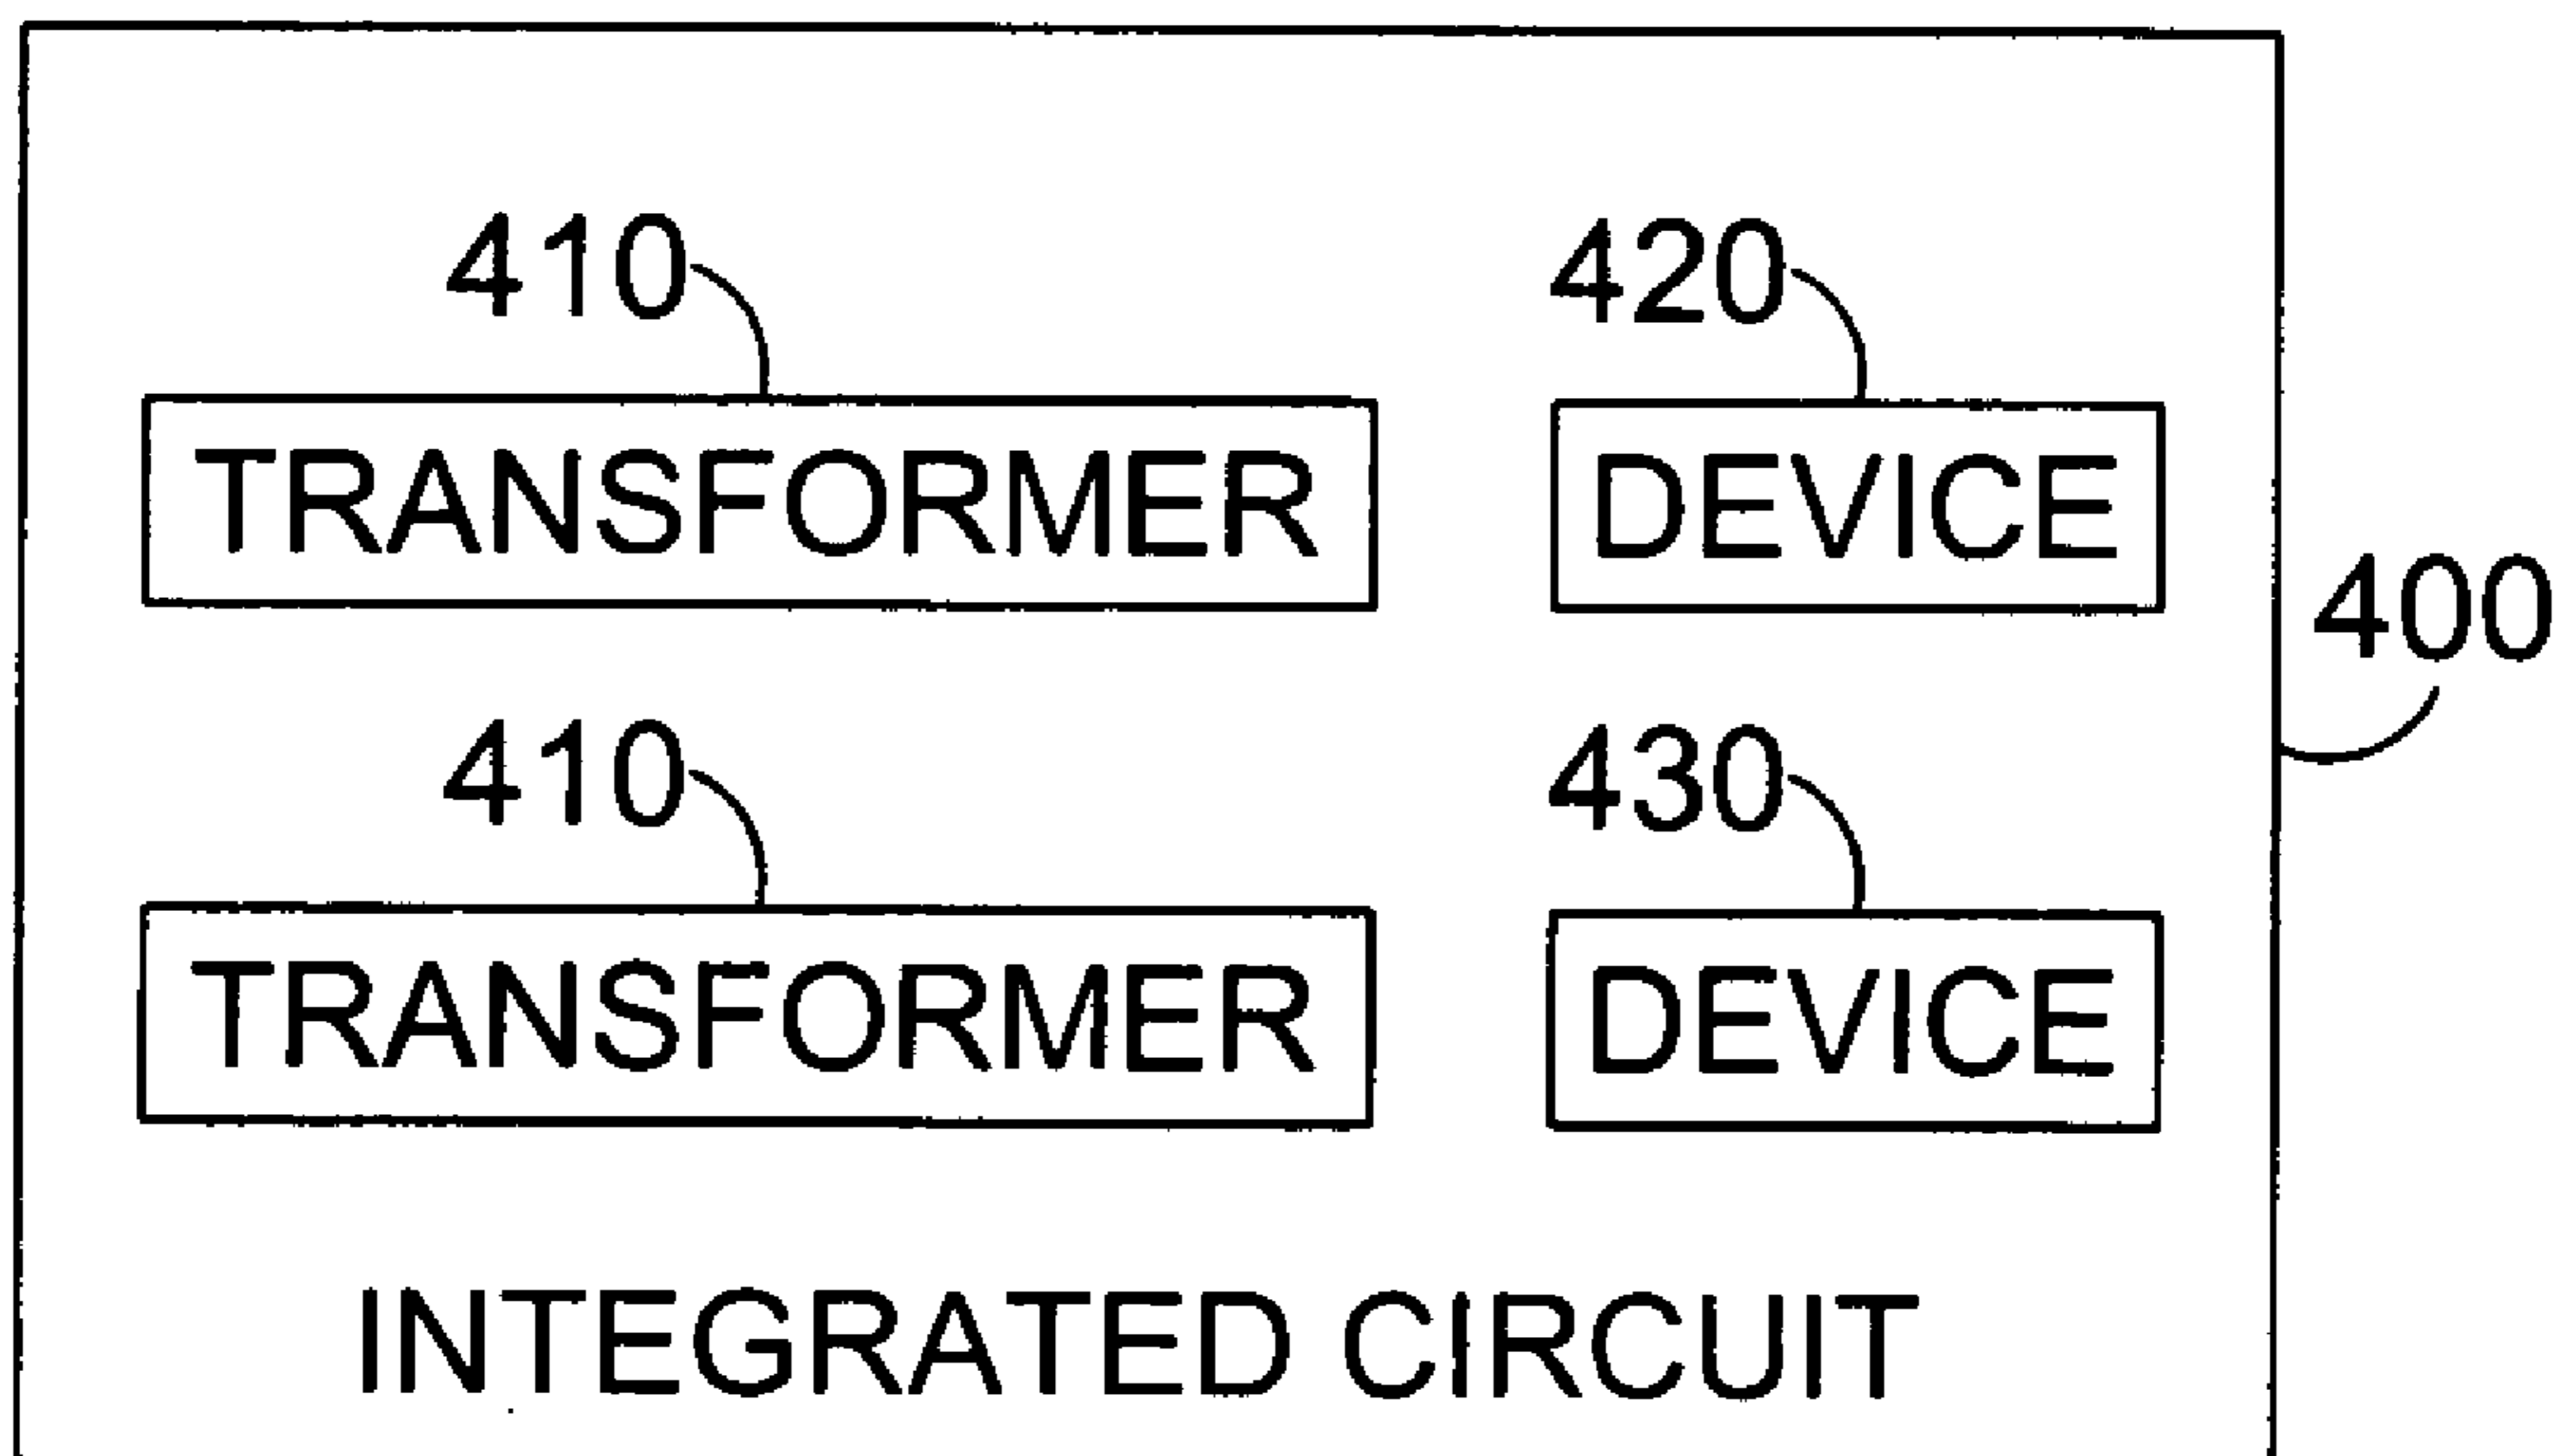 410 420
TRANSFORMER DEVICE
400
410 430
TRANSFORMER DEVICE
INTEGRATED CIRCUIT